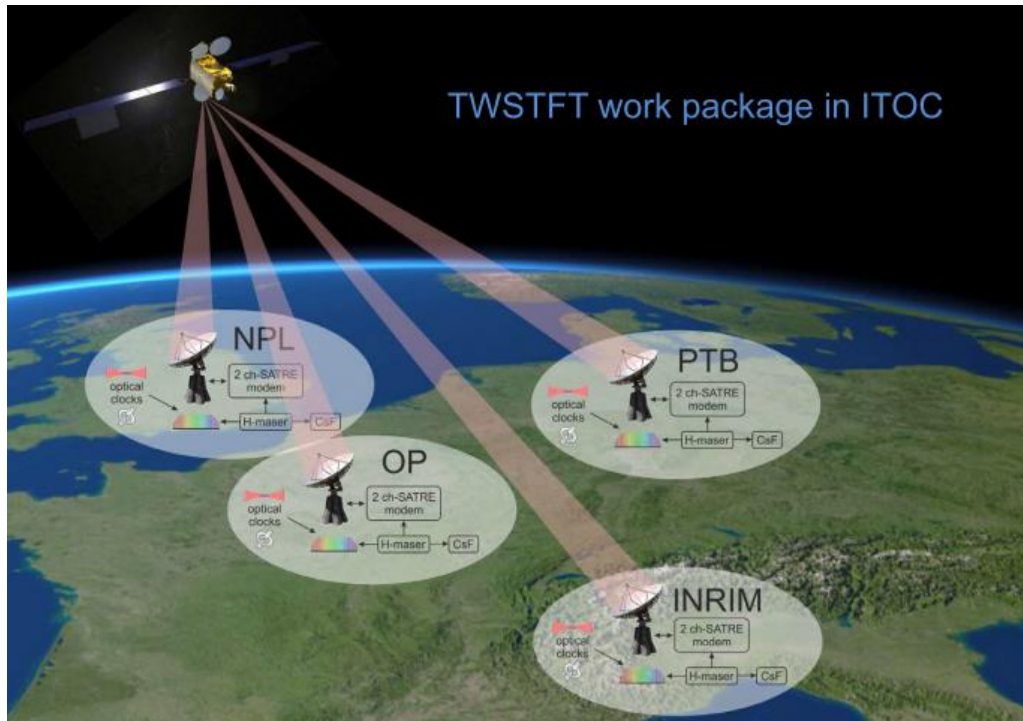 TWSTFT work package in ITOC
NPL
optical
clocks
2 ch-SATRE
modem
H-maser
CsF
PTB
optical
clocks
2 ch-SATRE
modem
H-maser
CsF
OP
optical
clocks
2 ch-SATRE
modem
H-maser
CsF
INRIM
optical
clocks
2 ch-SATRE
modem
H-maser
CsF